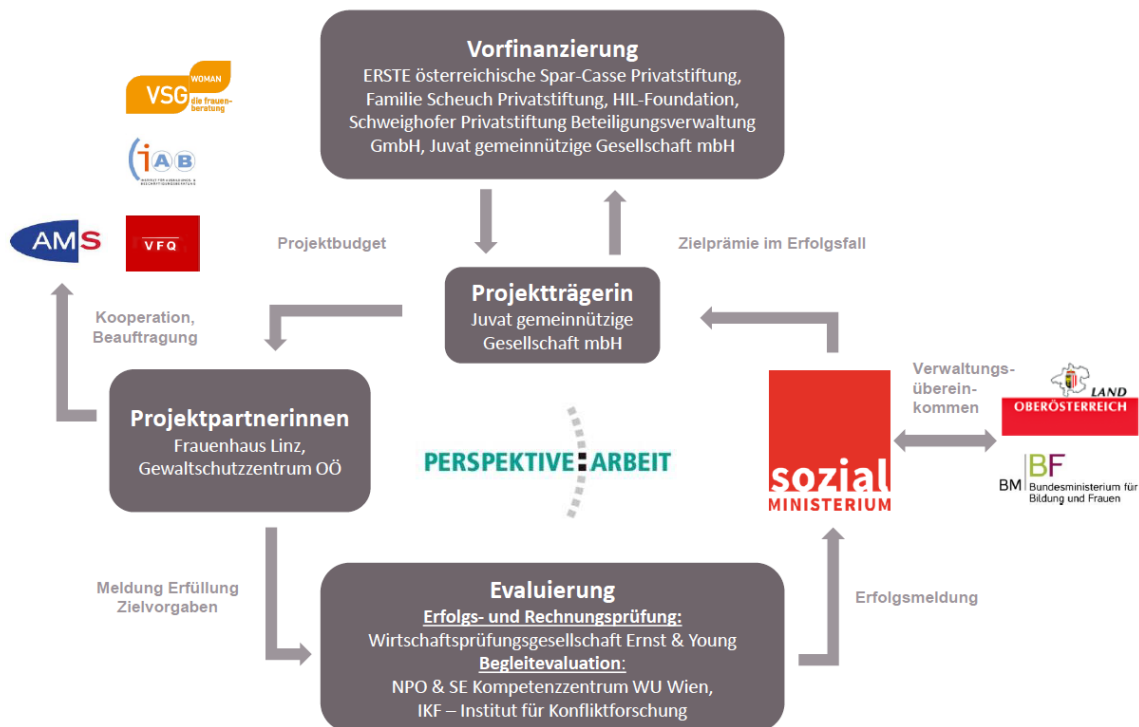 Vorfinanzierung
ERSTE österreichische Spar-Casse Privatstiftung,
Familie Scheuch Privatstiftung, HIL-Foundation,
Schweighofer Privatstiftung Beteiligungsverwaltung
GmbH, Juvat gemeinnützige Gesellschaft mbH
WOMAN
VSG
die frauen-
beratung
iAB
AMS
VFQ
Projektbudget
Zielprämie im Erfolgsfall
Projektträgerin
Juvat gemeinnützige
Gesellschaft mbH
Kooperation,
Beauftragung
Projektpartnerinnen
Frauenhaus Linz,
Gewaltschutzzentrum OÖ
PERSPEKTIVE:ARBEIT
sozial
MINISTERIUM
Verwaltungs-
überein-
kommen
LAND
OBERÖSTERREICH
BM BF
Bundesministerium für
Bildung und Frauen
Meldung Erfüllung
Zielvorgaben
Evaluierung
Erfolgs- und Rechnungsprüfung:
Wirtschaftsprüfungsgesellschaft Ernst & Young
Begleitevaluation:
NPO & SE Kompetenzzentrum WU Wien,
IKF – Institut für Konfliktforschung
Erfolgsmeldung